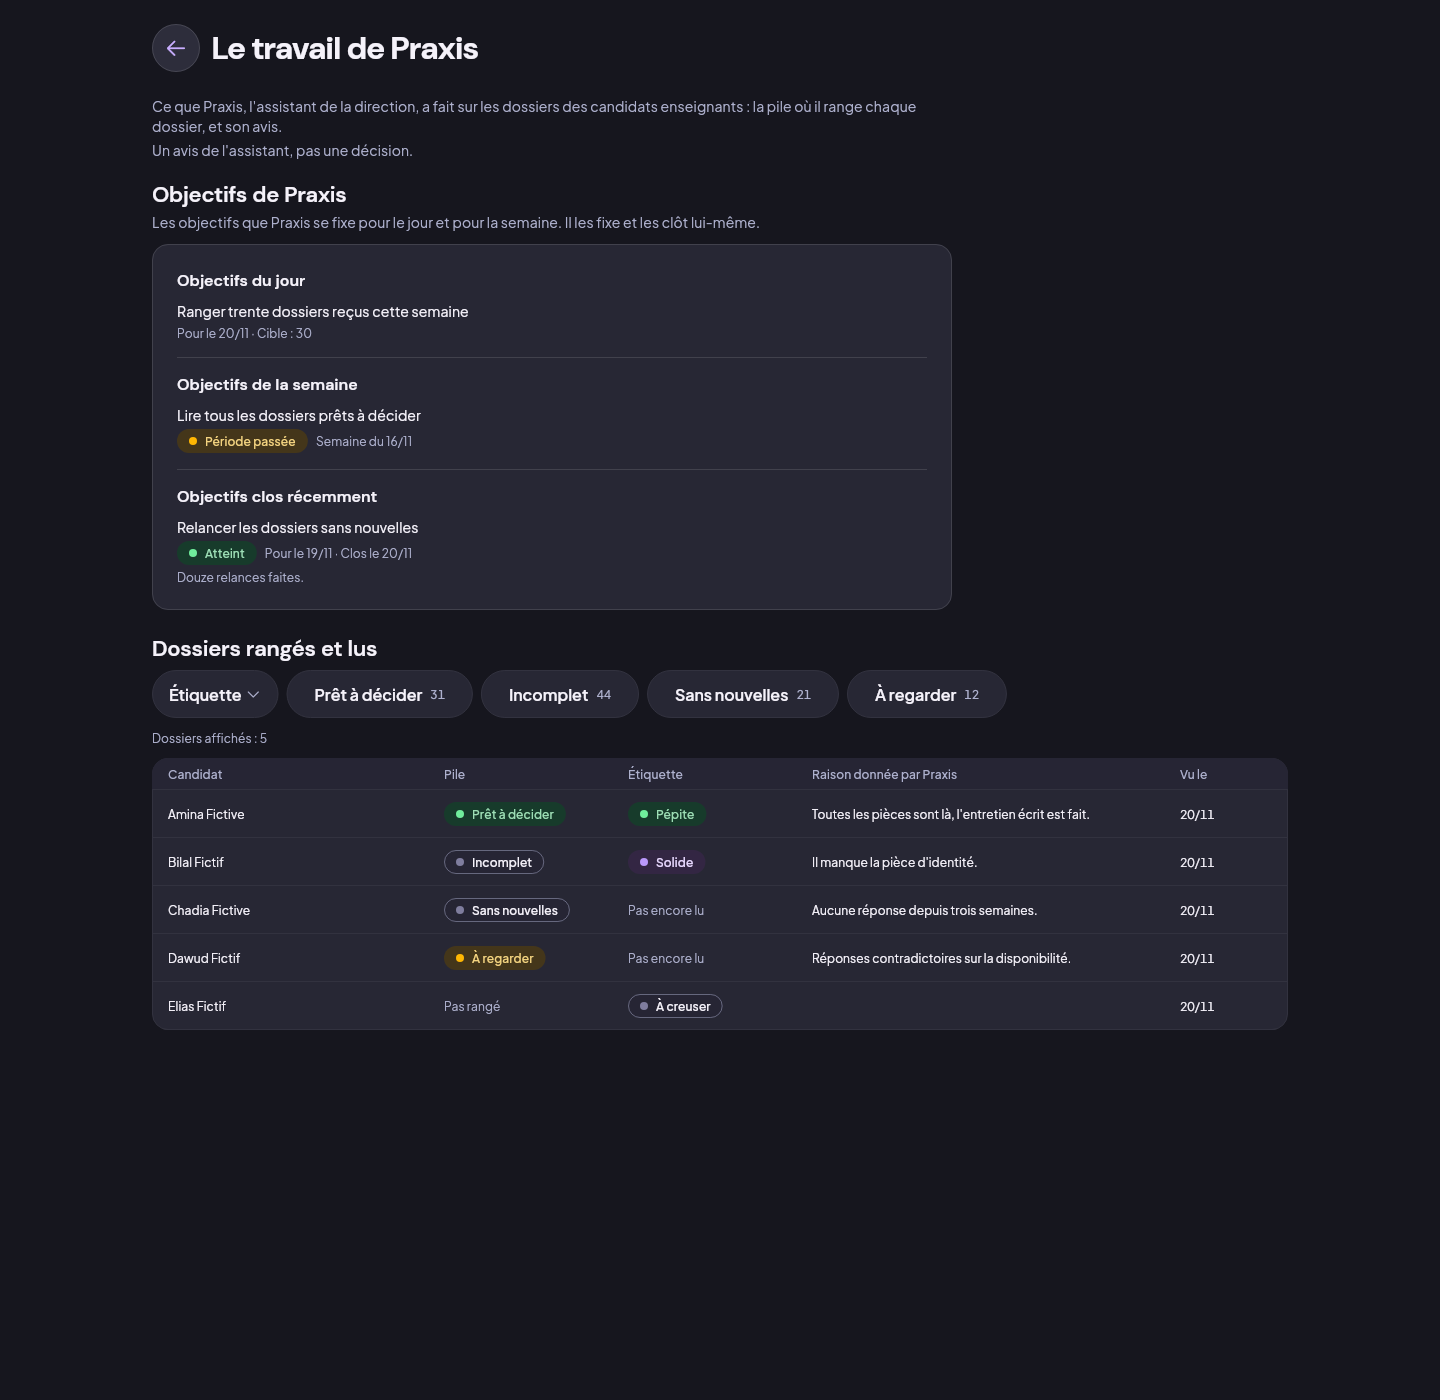 Le travail de Praxis
Ce que Praxis, l'assistant de la direction, a fait sur les dossiers des candidats enseignants : la pile où il range chaque
dossier, et son avis.
Un avis de l'assistant, pas une décision.
Objectifs de Praxis
Les objectifs que Praxis se fixe pour le jour et pour la semaine. Il les fixe et les clôt lui-même.
Objectifs du jour
Ranger trente dossiers reçus cette semaine
Pour le 20/11 · Cible : 30
Objectifs de la semaine
Lire tous les dossiers prêts à décider
Période passée Semaine du 16/11
Objectifs clos récemment
Relancer les dossiers sans nouvelles
Atteint Pour le 19/11 · Clos le 20/11
Douze relances faites.
Dossiers rangés et lus
Étiquette Prêt à décider 31 Incomplet 44 Sans nouvelles 21 À regarder 12
Dossiers affichés : 5
Candidat Pile Étiquette Raison donnée par Praxis Vu le
Amina Fictive Prêt à décider Pépite Toutes les pièces sont là, l'entretien écrit est fait. 20/11
Bilal Fictif Incomplet Solide Il manque la pièce d'identité. 20/11
Chadia Fictive Sans nouvelles Pas encore lu Aucune réponse depuis trois semaines. 20/11
Dawud Fictif À regarder Pas encore lu Réponses contradictoires sur la disponibilité. 20/11
Elias Fictif Pas rangé À creuser 20/11